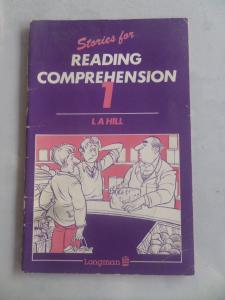 Stories for
READING
COMPREHENSION
1
L A HILL
Longman